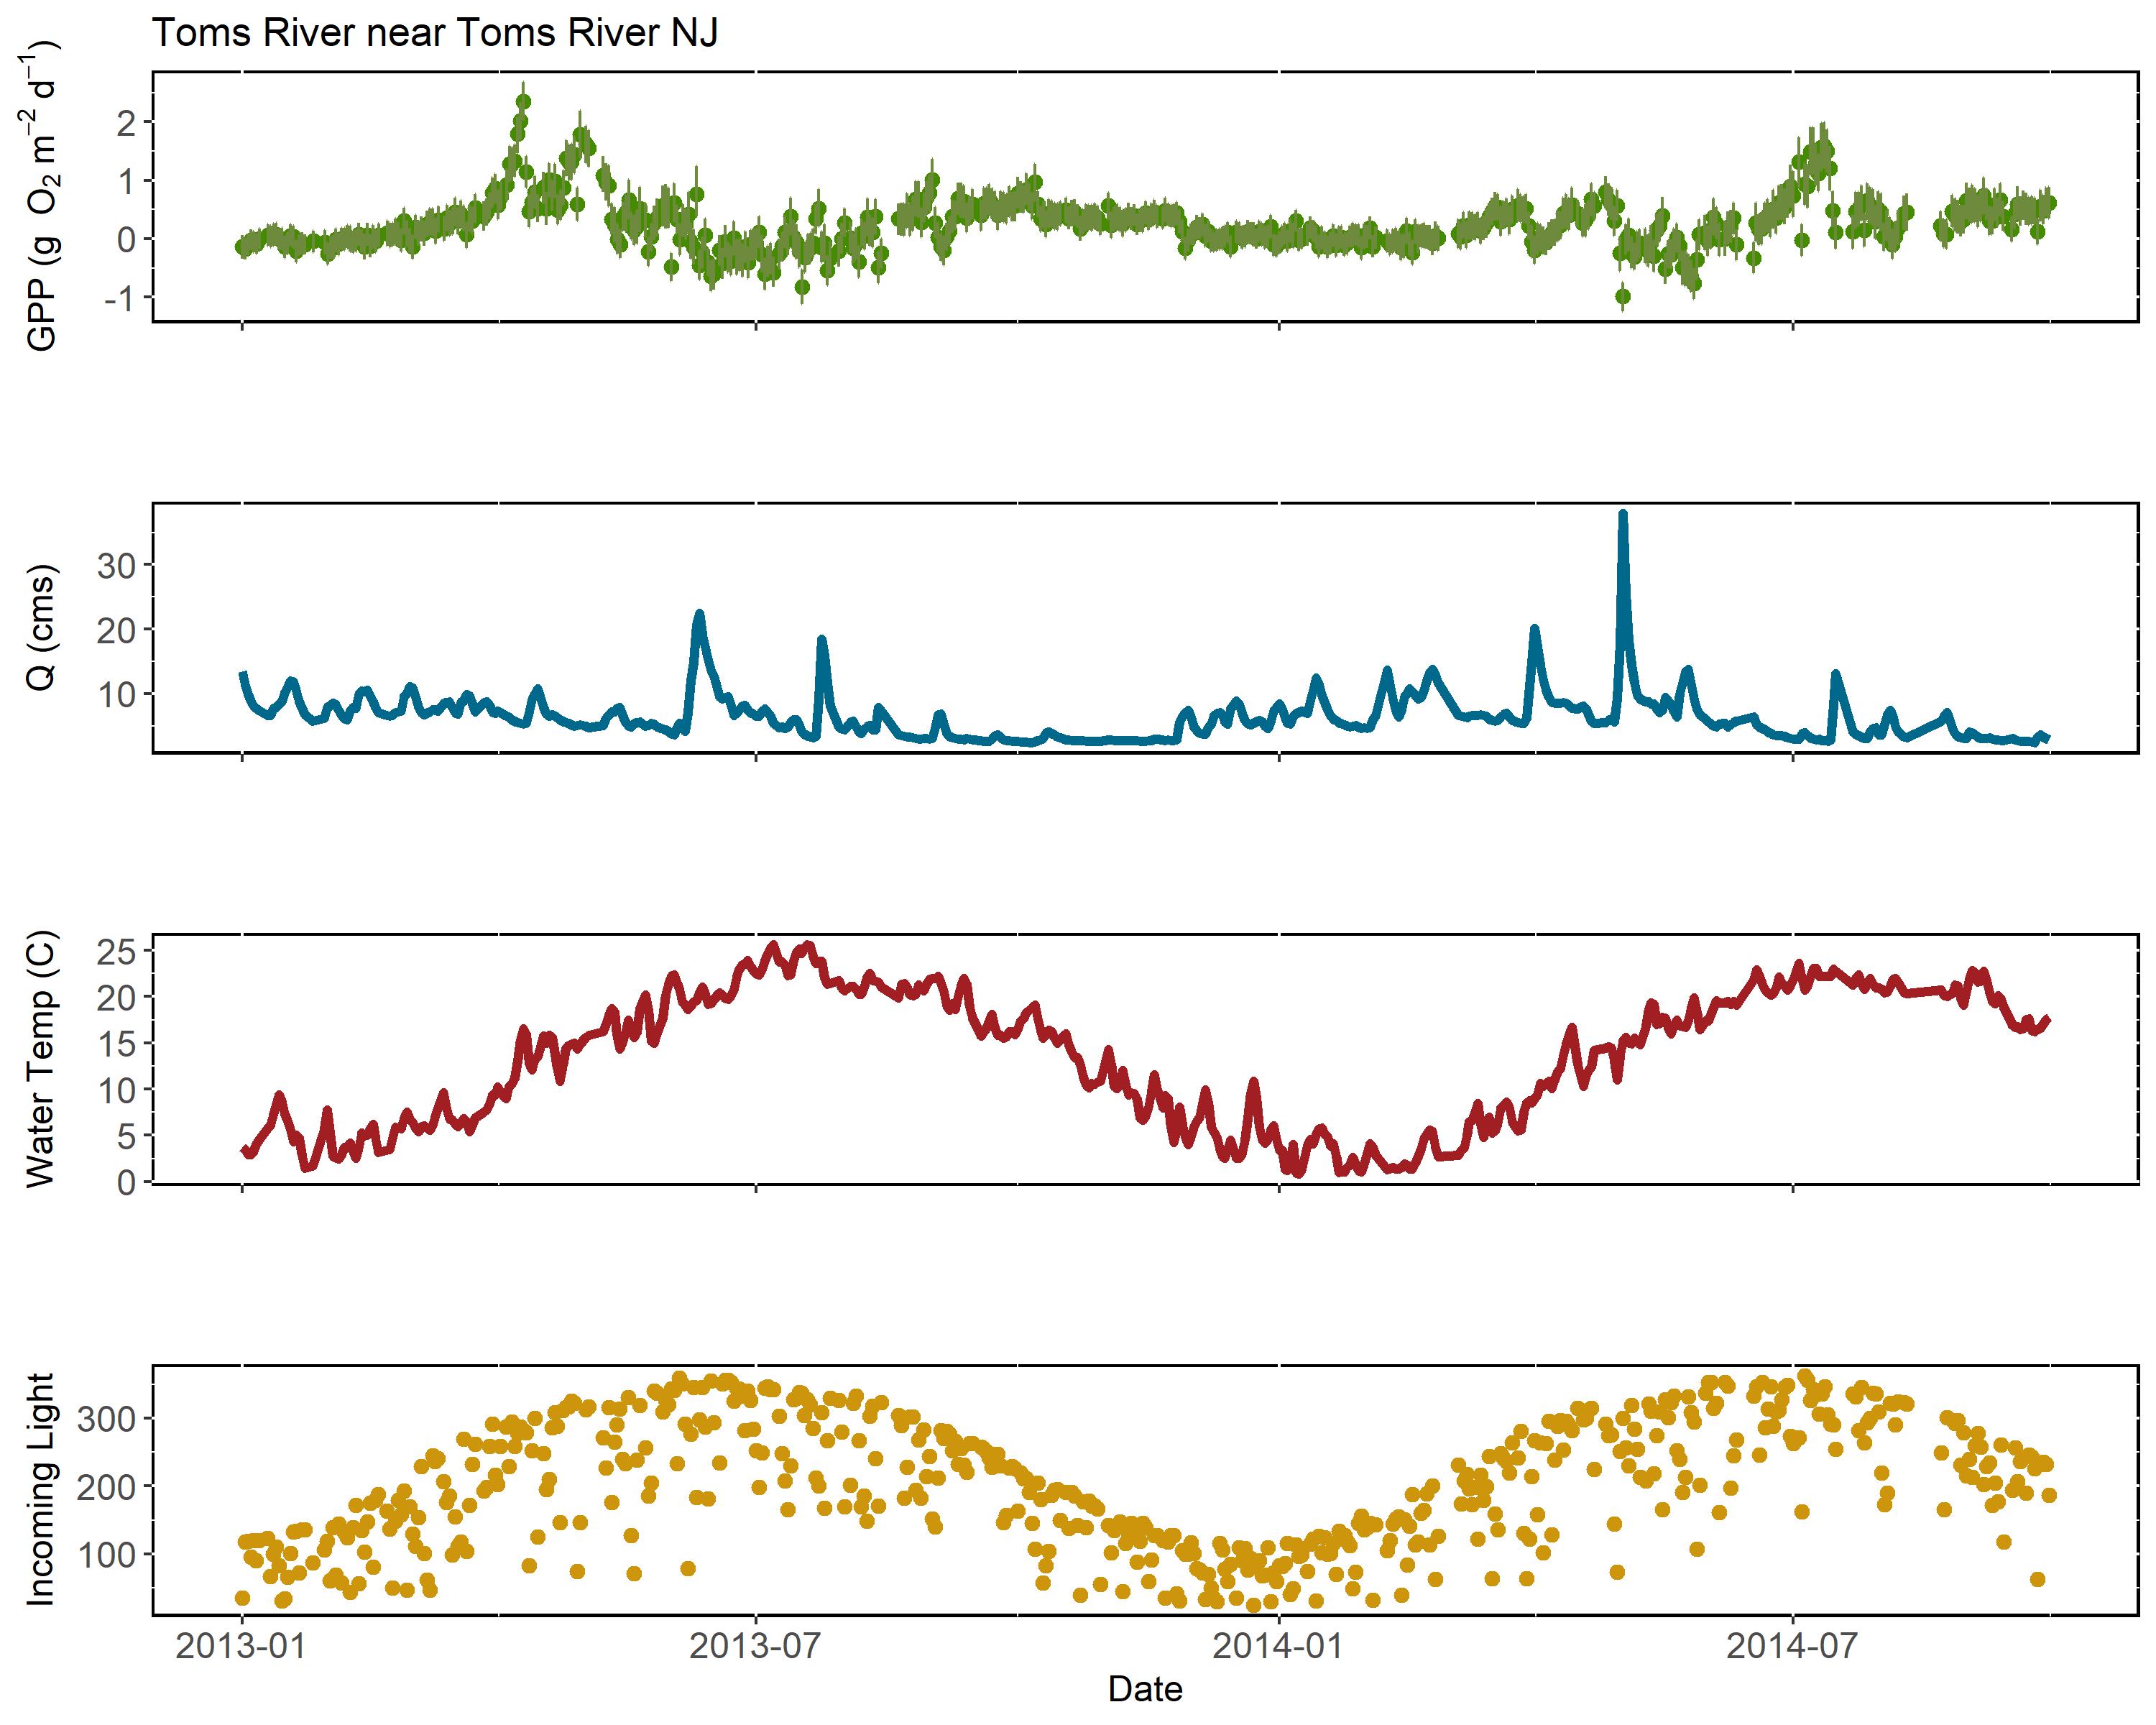 Toms River near Toms River NJ
GPP (g O₂ m⁻² d⁻¹)
2
1
0
-1
Q (cms)
30
20
10
Water Temp (C)
25
20
15
10
5
0
Incoming Light
300
200
100
2013-01 2013-07 2014-01 2014-07
Date